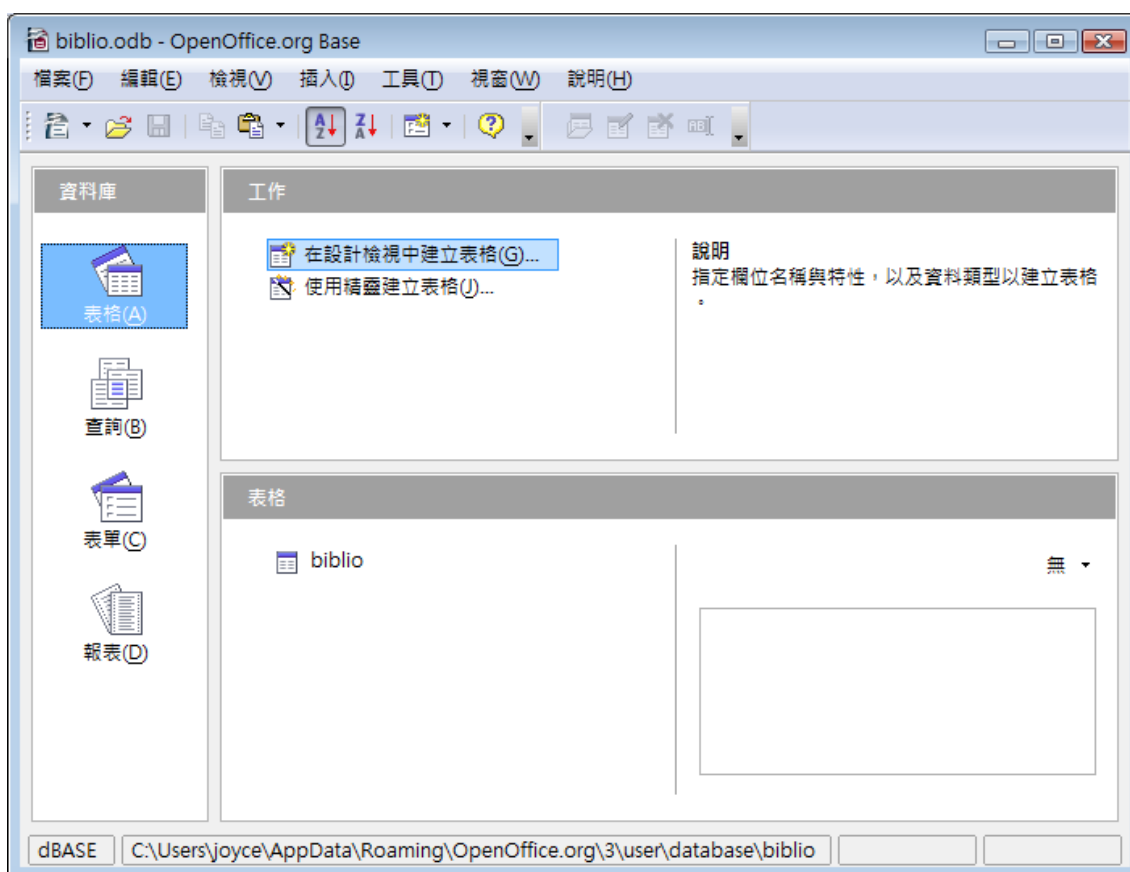 biblio.odb - OpenOffice.org Base
檔案(F) 編輯(E) 檢視(V) 插入(I) 工具(T) 視窗(W) 說明(H)
資料庫
表格(A)
查詢(B)
表單(C)
報表(D)
工作
在設計檢視中建立表格(G)...
使用精靈建立表格(J)...
說明
指定欄位名稱與特性，以及資料類型以建立表格
。
表格
biblio
無
dBASE C:\Users\joyce\AppData\Roaming\OpenOffice.org\3\user\database\biblio